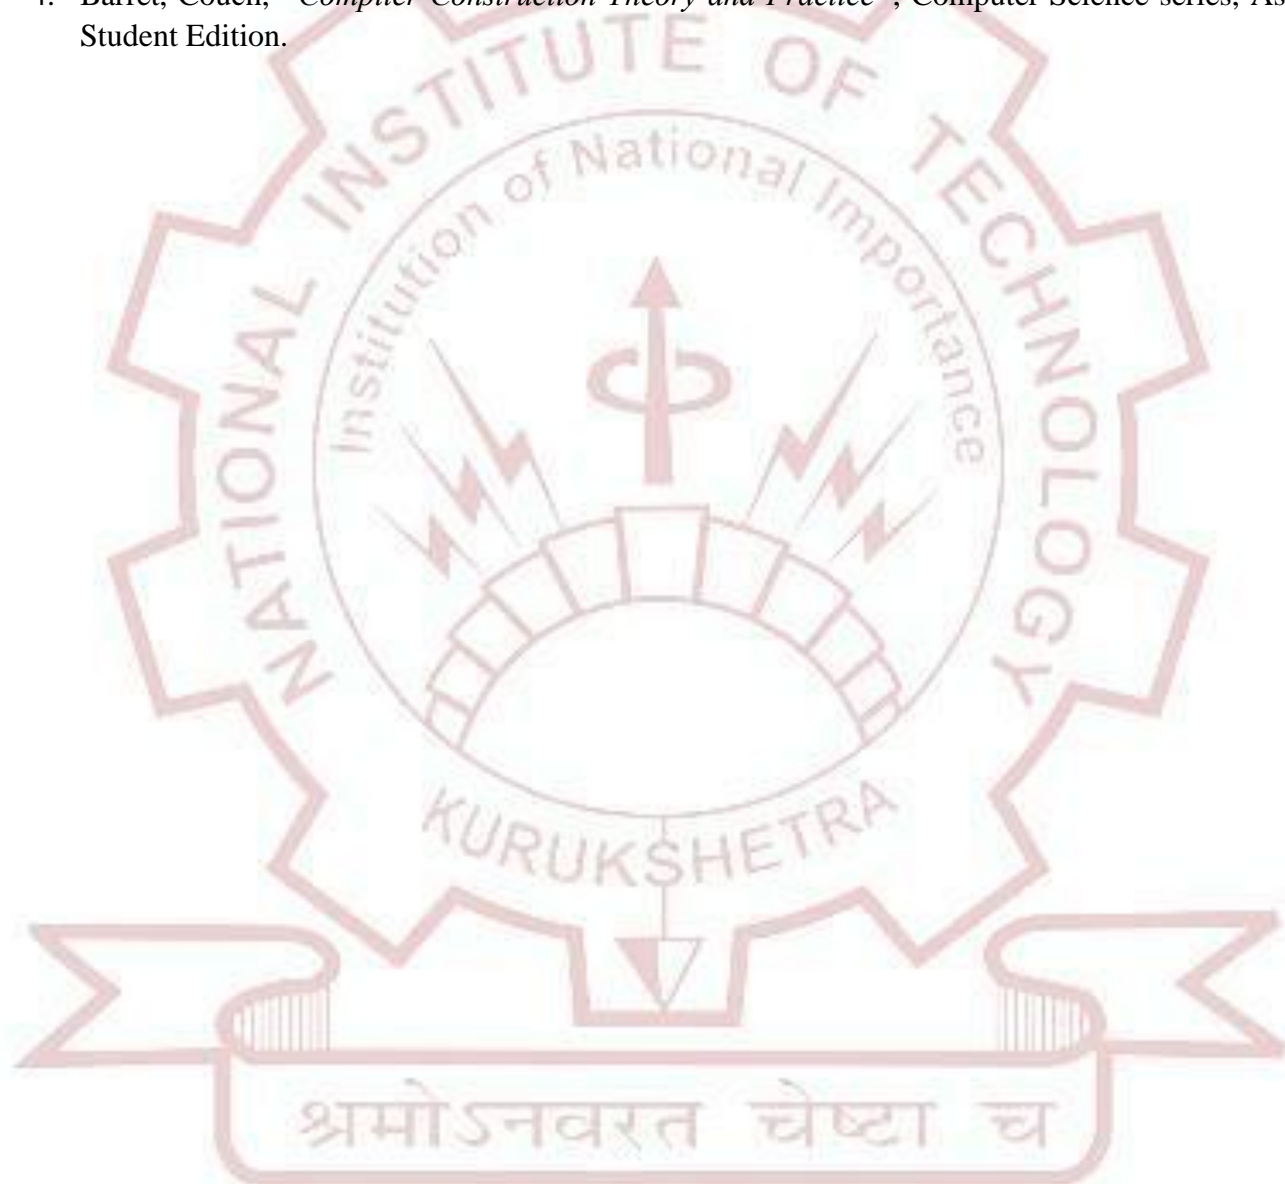 4. Barret, Couch, "Compiler Construction Theory and Practice", Computer Science series, As
Student Edition.
NATIONAL INSTITUTE OF TECHNOLOGY
Institution of National Importance
KURUKSHETRA
श्रमोऽनवरत चेष्टा च